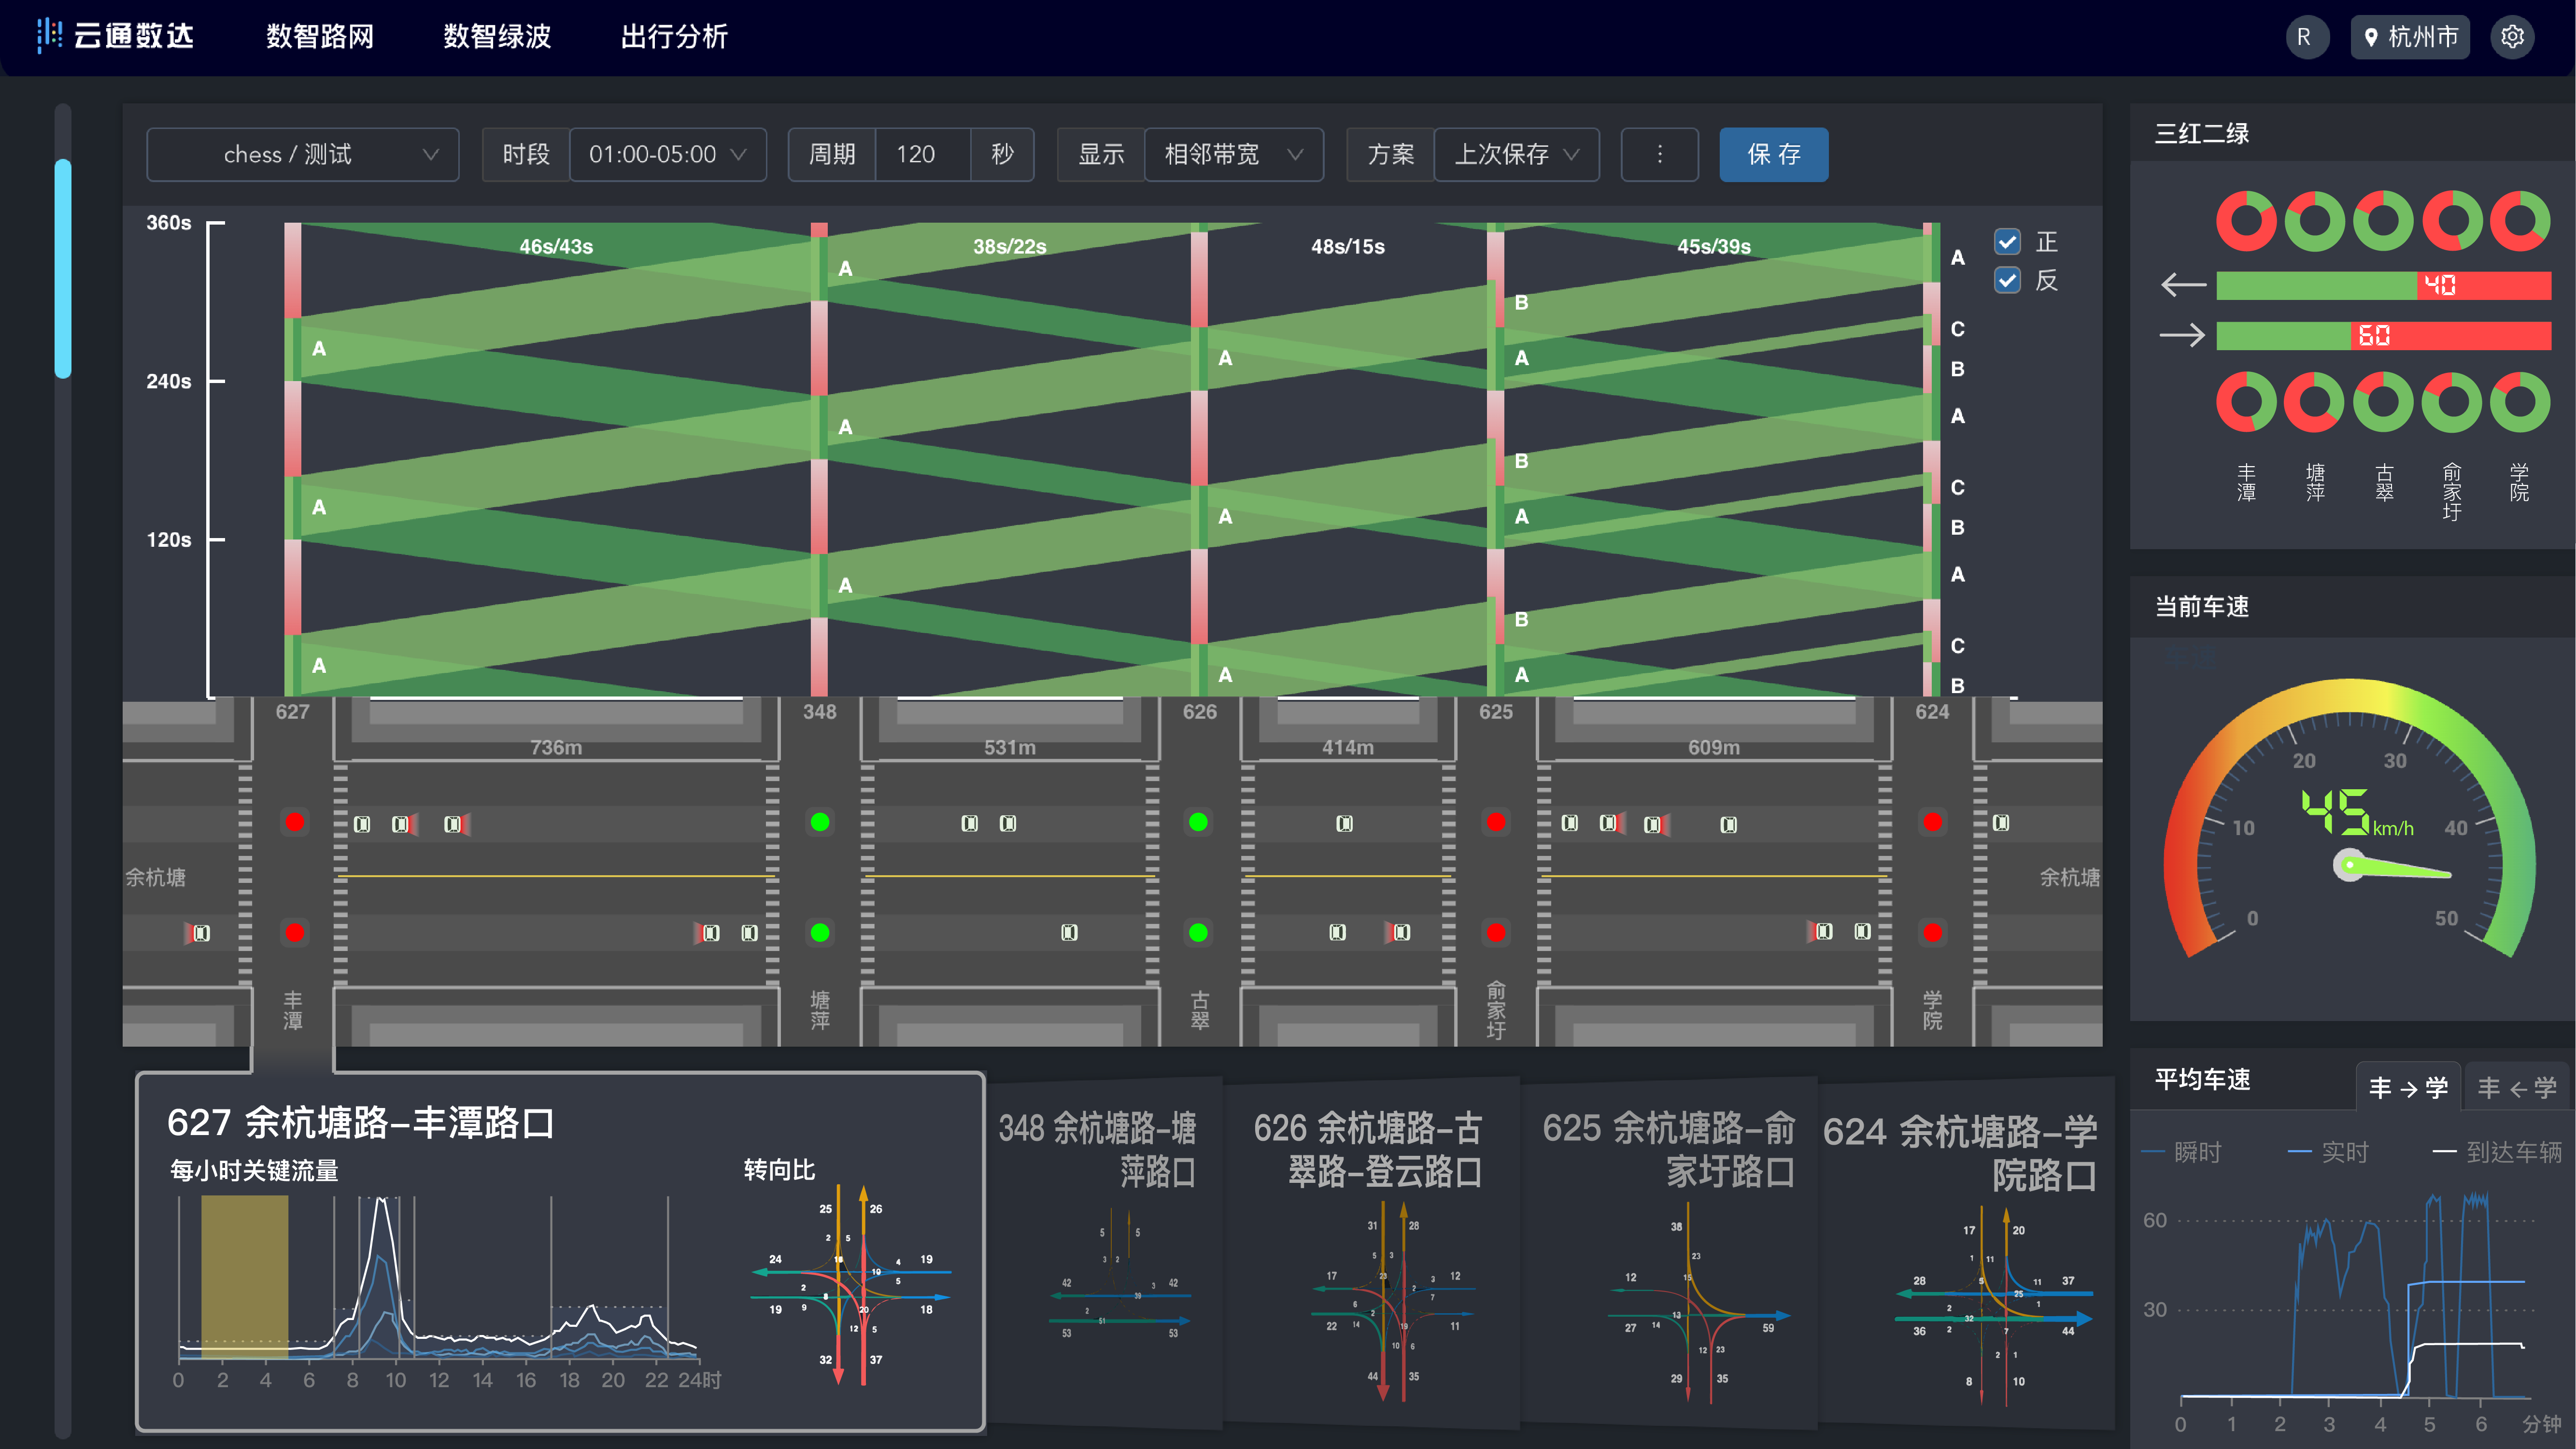 云通数达 数智路网 数智绿波 出行分析 R 杭州市
chess / 测试 时段 01:00-05:00 周期 120 秒 显示 相邻带宽 方案 上次保存 ⋮ 保 存
360s
240s
120s
46s/43s 38s/22s 48s/15s 45s/39s
正
反
A A A
A A A
A A A
B A B A B A
A C B A C B A C B
627 348 626 625 624
736m 531m 414m 609m
余杭塘 余杭塘
丰潭 塘萍 古翠 俞家圩 学院
627 余杭塘路-丰潭路口
每小时关键流量
0 2 4 6 8 10 12 14 16 18 20 22 24时
转向比
25 26
2 5
24 4 19
10
5
2
8
19 9 18
20
12 5
32 37
348 余杭塘路-塘
萍路口
5 5
3 2
42 3 42
39
2
51
53 53
626 余杭塘路-古
翠路-登云路口
31 28
5 3
17 3 12
2 7
6 2
22 14 19 11
10 6
44 35
625 余杭塘路-俞
家圩路口
38
23
12 15
13
27 14 59
12 23
29 35
624 余杭塘路-学
院路口
17 20
1 11
28 5 11 37
25
2 1
32
36 2 7 44
2 1
8 10
三红二绿
40
60
丰潭 塘萍 古翠 俞家圩 学院
当前车速
0 10 20 30 40 50
45 km/h
平均车速 丰 → 学 丰 ← 学
瞬时 实时 到达车辆
60
30
0 1 2 3 4 5 6 分钟